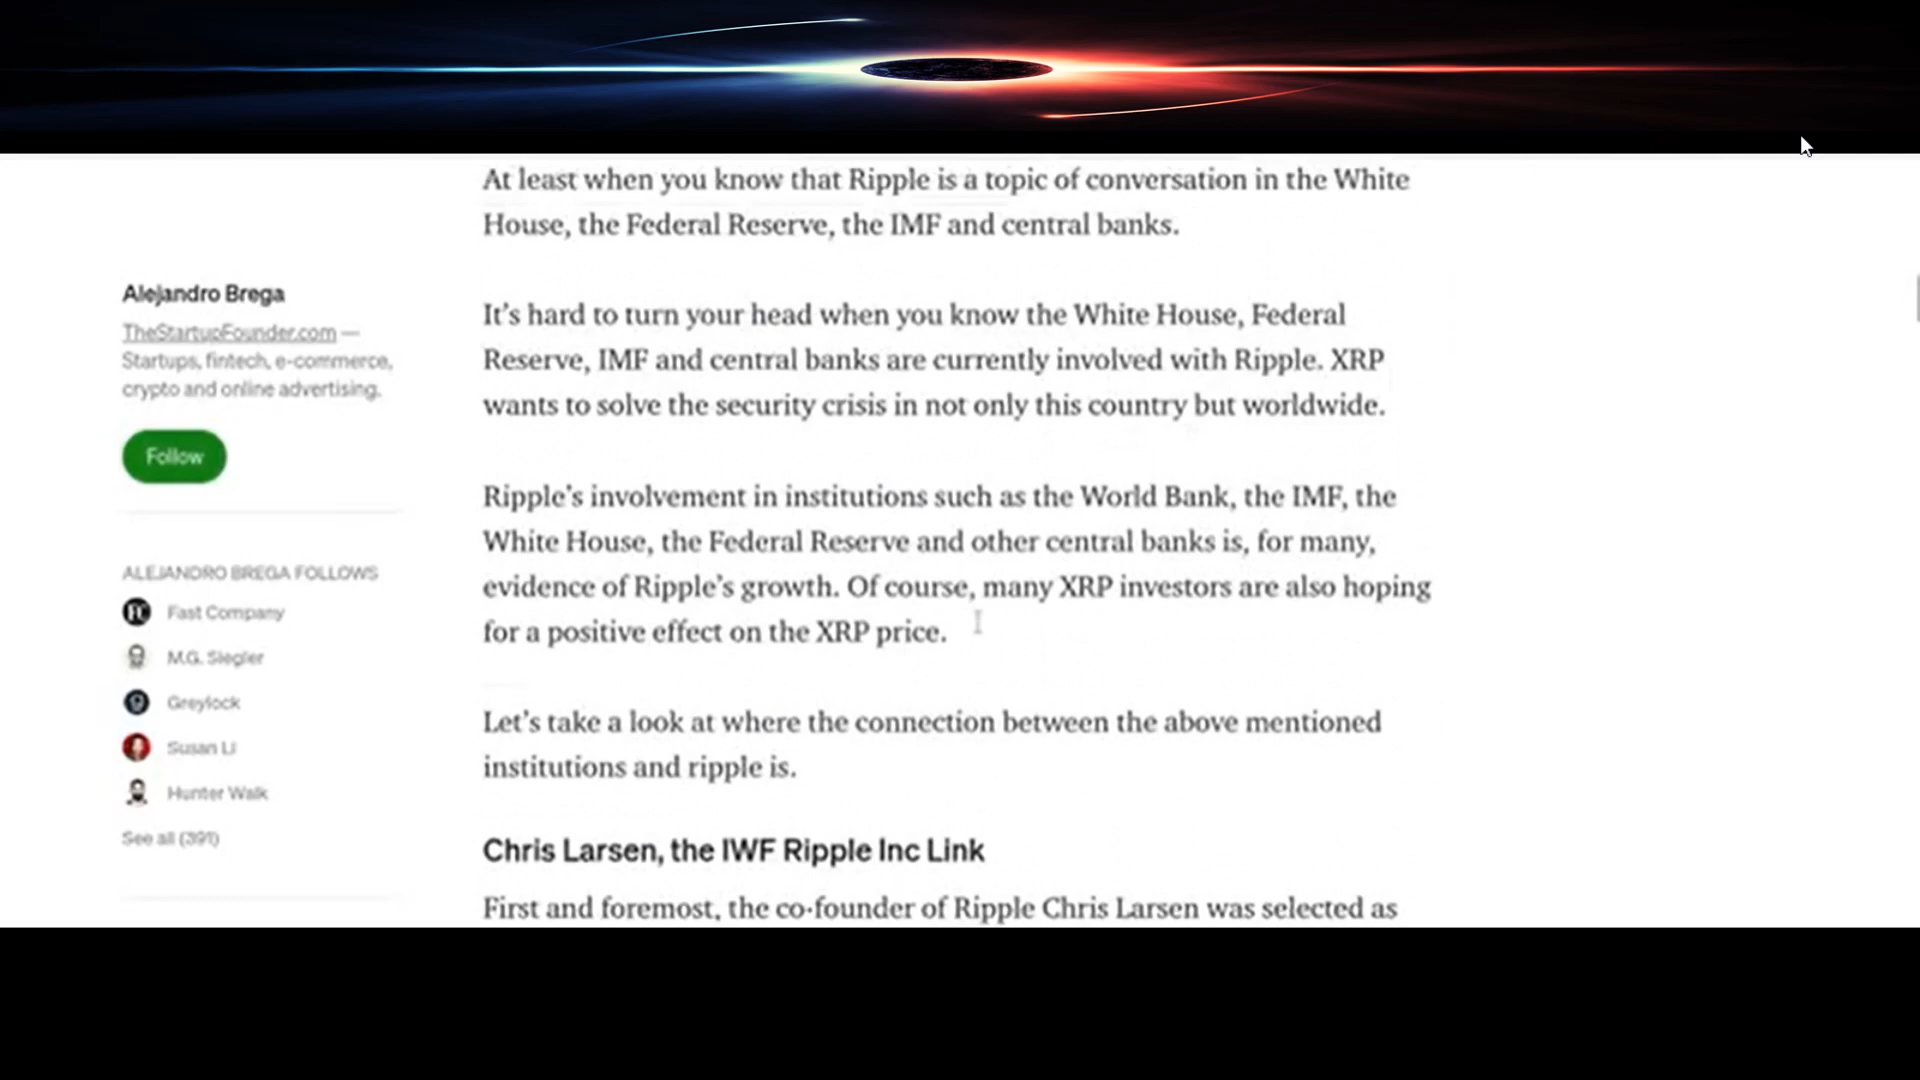 At least when you know that Ripple is a topic of conversation in the White
House, the Federal Reserve, the IMF and central banks.
Alejandro Brega
TheStartupFounder.com —
Startups, fintech, e-commerce,
crypto and online advertising.
Follow
ALEJANDRO BREGA FOLLOWS
Fast Company
M.G. Siegler
Greylock
Susan Li
Hunter Walk
See all (391)
It's hard to turn your head when you know the White House, Federal
Reserve, IMF and central banks are currently involved with Ripple. XRP
wants to solve the security crisis in not only this country but worldwide.
Ripple's involvement in institutions such as the World Bank, the IMF, the
White House, the Federal Reserve and other central banks is, for many,
evidence of Ripple's growth. Of course, many XRP investors are also hoping
for a positive effect on the XRP price.
Let's take a look at where the connection between the above mentioned
institutions and ripple is.
Chris Larsen, the IWF Ripple Inc Link
First and foremost, the co-founder of Ripple Chris Larsen was selected as